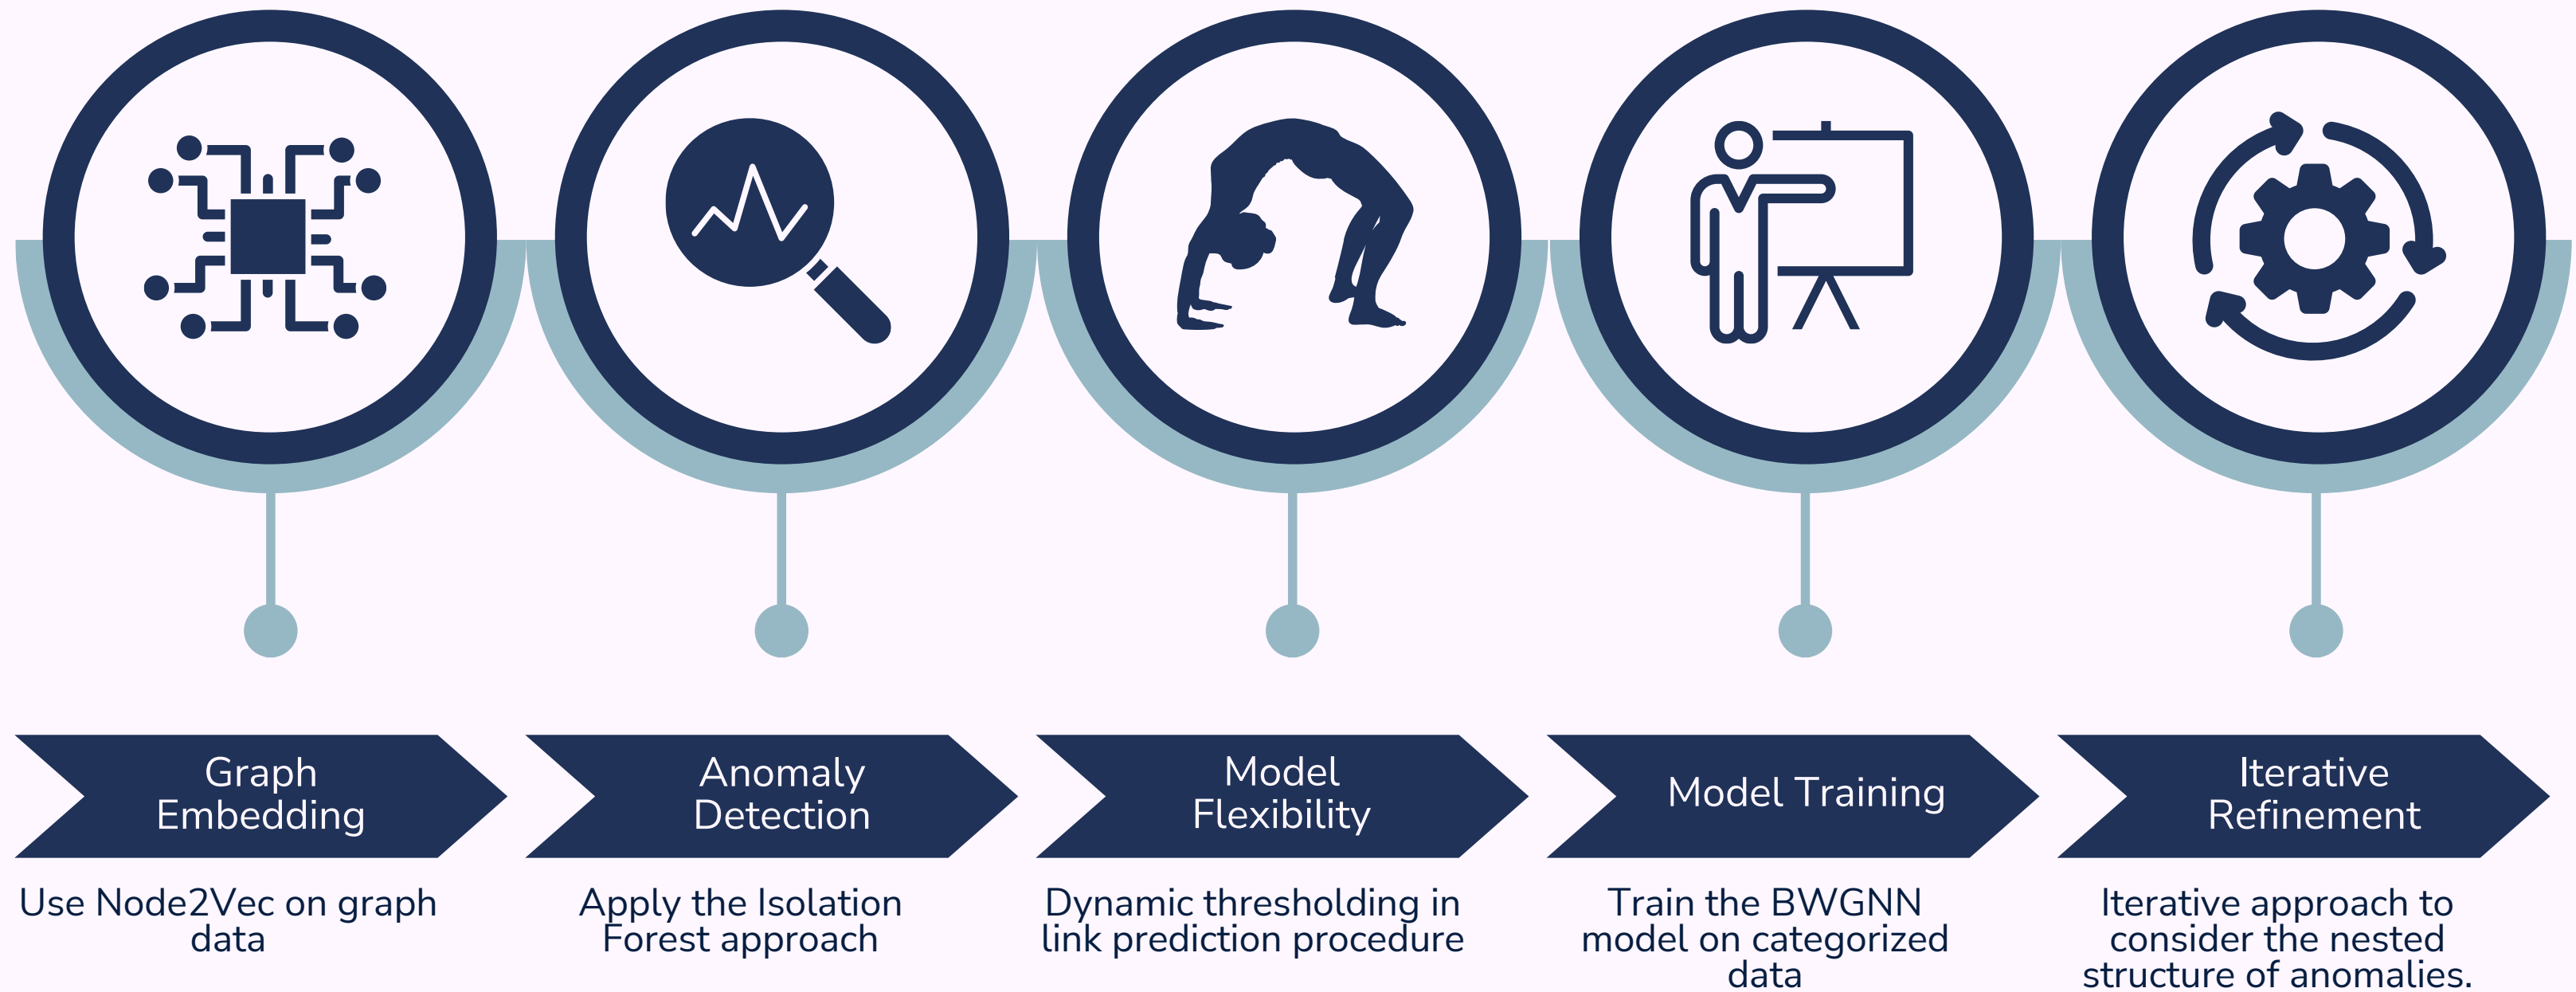 Graph
Embedding
Use Node2Vec on graph
data
Anomaly
Detection
Apply the Isolation
Forest approach
Model
Flexibility
Dynamic thresholding in
link prediction procedure
Model Training
Train the BWGNN
model on categorized
data
Iterative
Refinement
Iterative approach to
consider the nested
structure of anomalies.